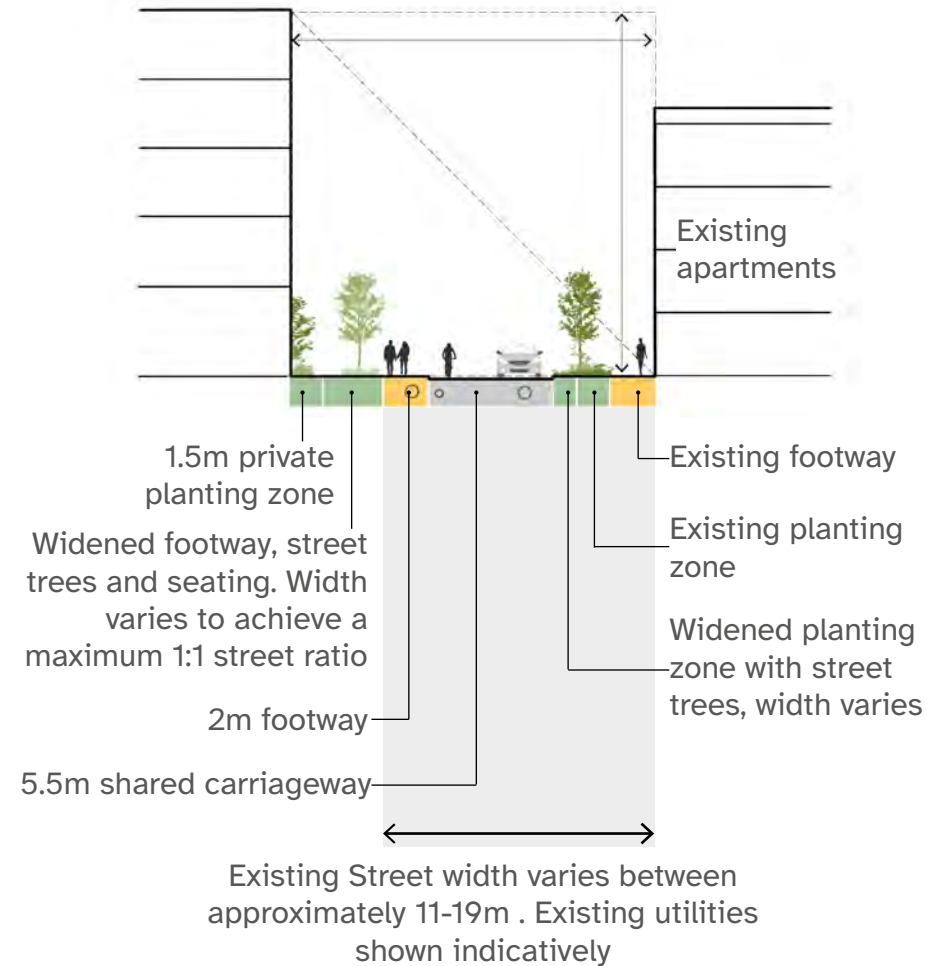 Existing
apartments
1.5m private
planting zone
Widened footway, street
trees and seating. Width
varies to achieve a
maximum 1:1 street ratio
2m footway
5.5m shared carriageway
Existing footway
Existing planting
zone
Widened planting
zone with street
trees, width varies
Existing Street width varies between
approximately 11-19m . Existing utilities
shown indicatively